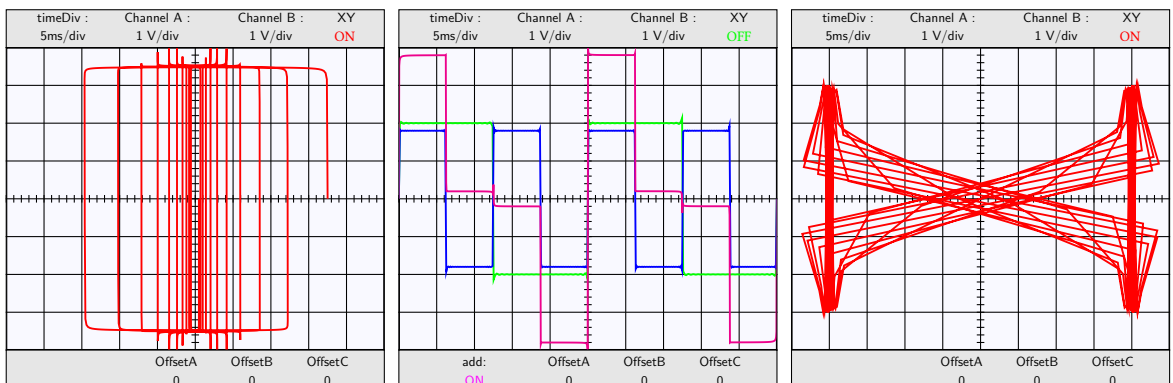 timeDiv : Channel A : Channel B : XY
5ms/div 1 V/div 1 V/div ON
OffsetA OffsetB OffsetC
0 0 0
timeDiv : Channel A : Channel B : XY
5ms/div 1 V/div 1 V/div OFF
add: OffsetA OffsetB OffsetC
ON 0 0 0
timeDiv : Channel A : Channel B : XY
5ms/div 1 V/div 1 V/div ON
OffsetA OffsetB OffsetC
0 0 0